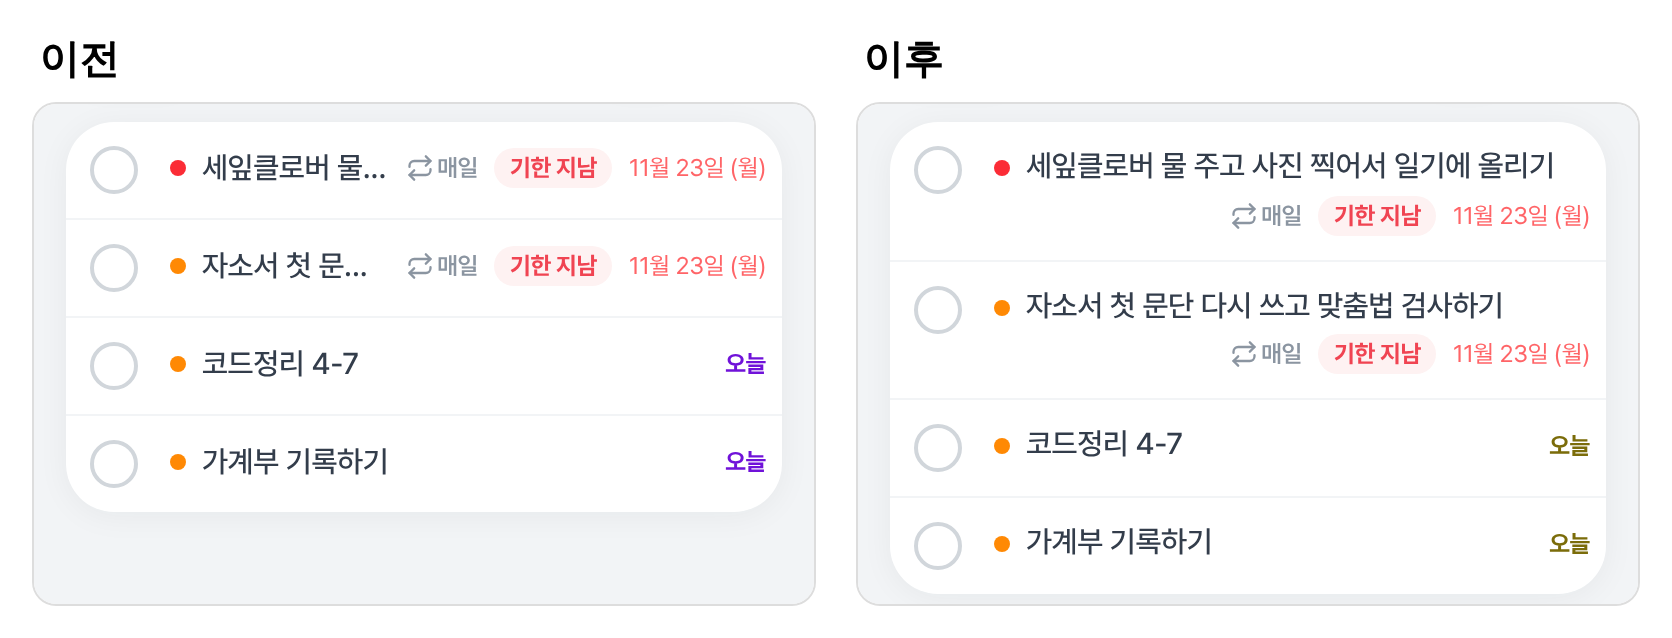 이전
세잎클로버 물... 매일 기한 지남 11월 23일 (월)
자소서 첫 문... 매일 기한 지남 11월 23일 (월)
코드정리 4-7 오늘
가계부 기록하기 오늘
이후
세잎클로버 물 주고 사진 찍어서 일기에 올리기
매일 기한 지남 11월 23일 (월)
자소서 첫 문단 다시 쓰고 맞춤법 검사하기
매일 기한 지남 11월 23일 (월)
코드정리 4-7 오늘
가계부 기록하기 오늘